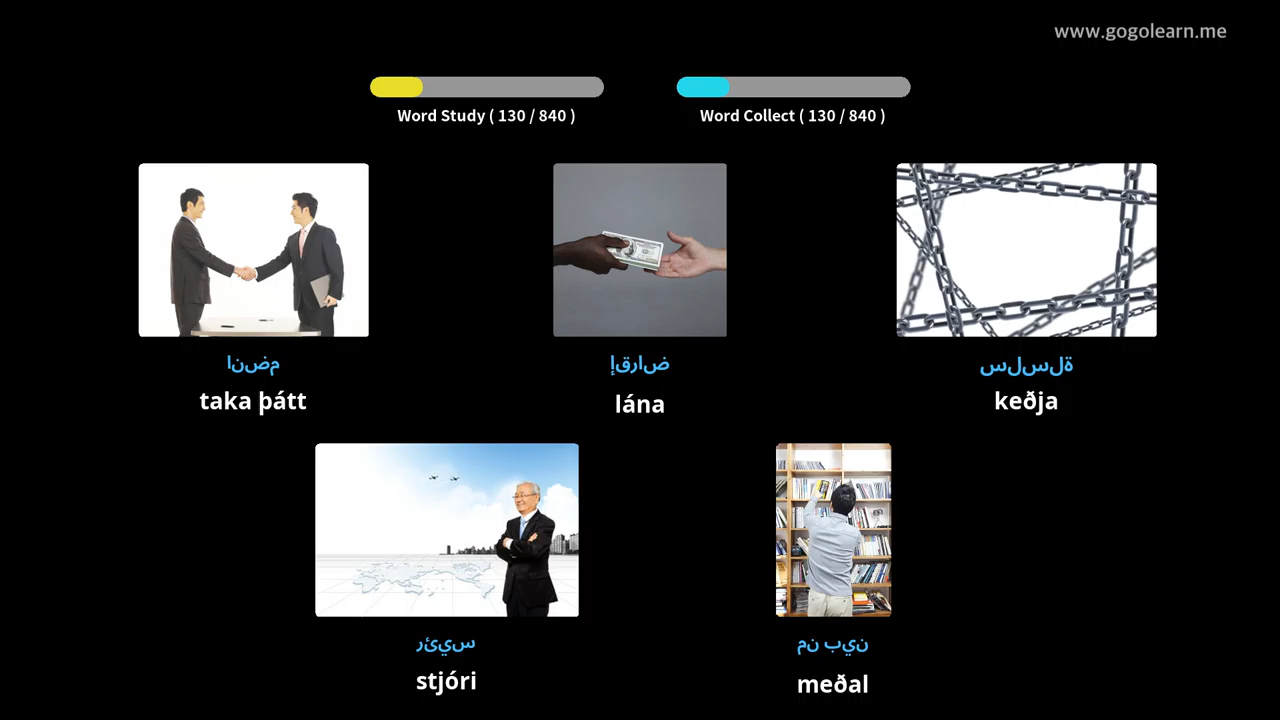 www.gogolearn.me
Word Study ( 130 / 840 )
Word Collect ( 130 / 840 )
انضم
taka þátt
إقراض
lána
سلسلة
keðja
رئيس
stjóri
من بين
meðal